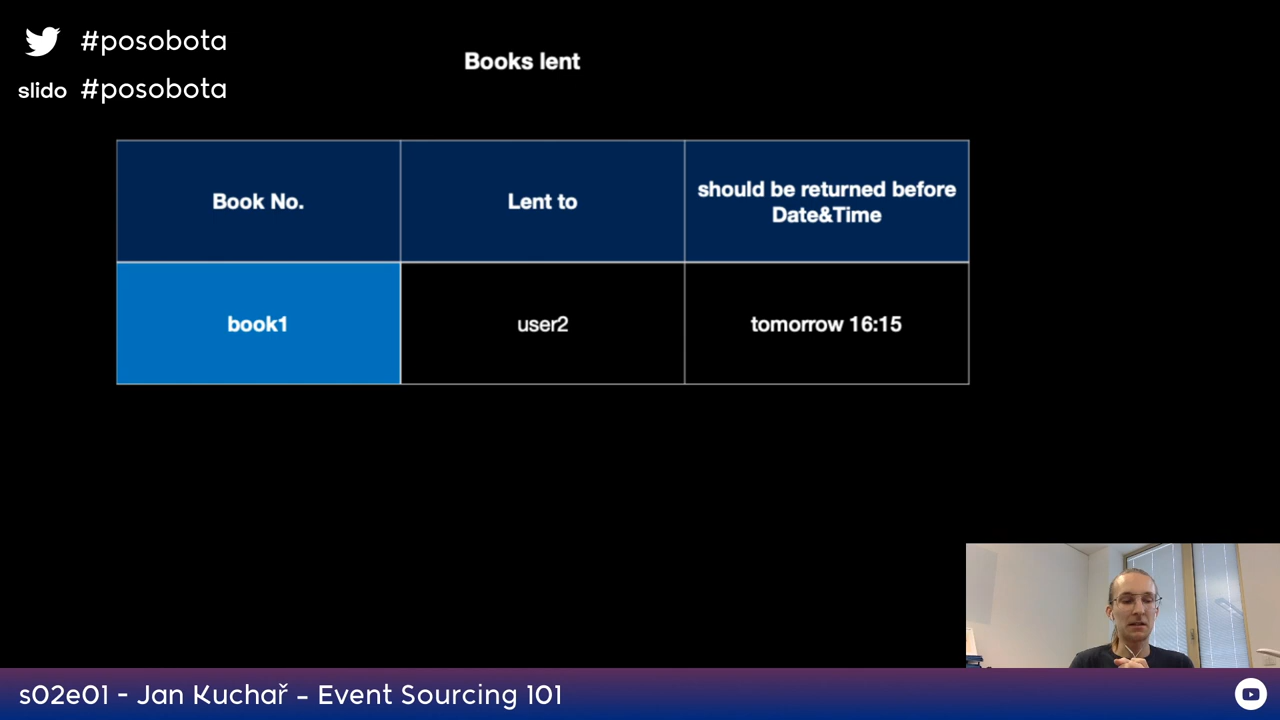 #posobota
slido #posobota
Books lent
Book No.
Lent to
should be returned before
Date&Time
book1
user2
tomorrow 16:15
s02e01 - Jan Kuchař - Event Sourcing 101